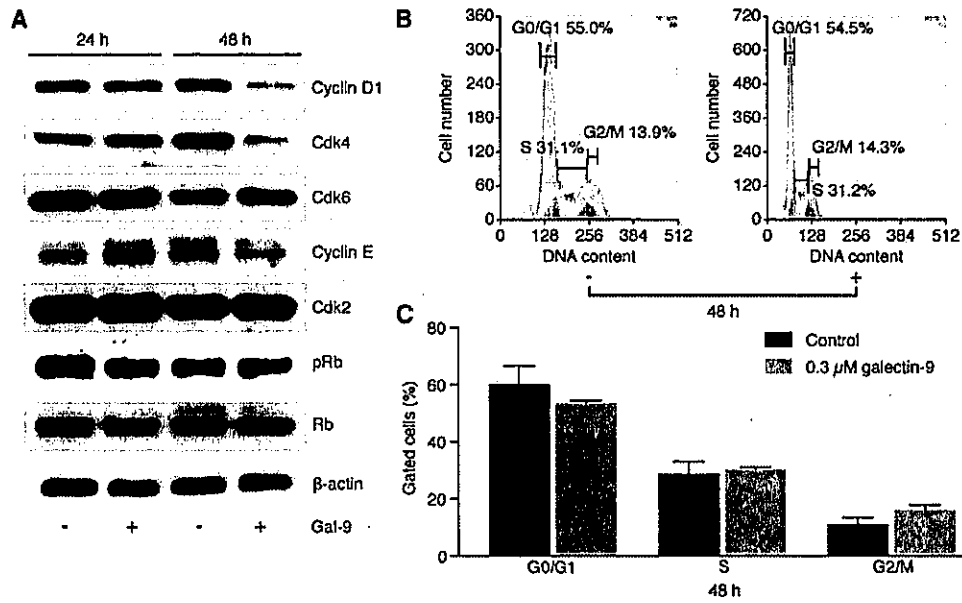 A
24 h 48 h
Cyclin D1
Cdk4
Cdk6
Cyclin E
Cdk2
pRb
Rb
β-actin
- + - + Gal-9
B
G0/G1 55.0%
S 31.1%
G2/M 13.9%
Cell number
360
300
240
180
120
60
0
0 128 256 384 512
DNA content
-
G0/G1 54.5%
G2/M 14.3%
S 31.2%
Cell number
720
600
480
360
240
120
0
0 128 256 384 512
DNA content
+
48 h
C
Control
0.3 µM galectin-9
Gated cells (%)
80
60
40
20
0
G0/G1 S G2/M
48 h